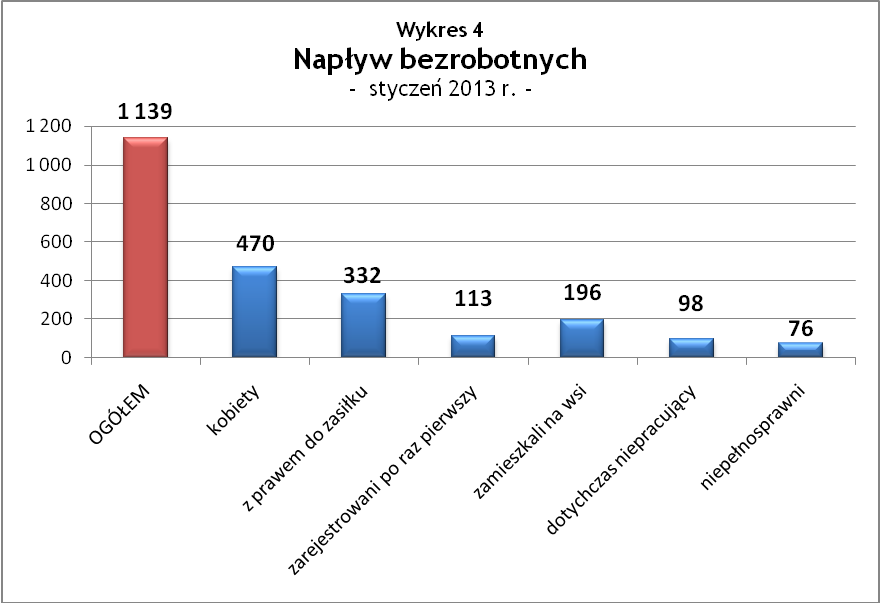 Wykres 4
Napływ bezrobotnych
- styczeń 2013 r. -
1 139
1 200
1 000
800
600
400
200
0
470
332
113
196
98
76
OGÓŁEM
kobiety
z prawem do zasiłku
zarejestrowani po raz pierwszy
zamieszkali na wsi
dotychczas niepracujący
niepełnosprawni